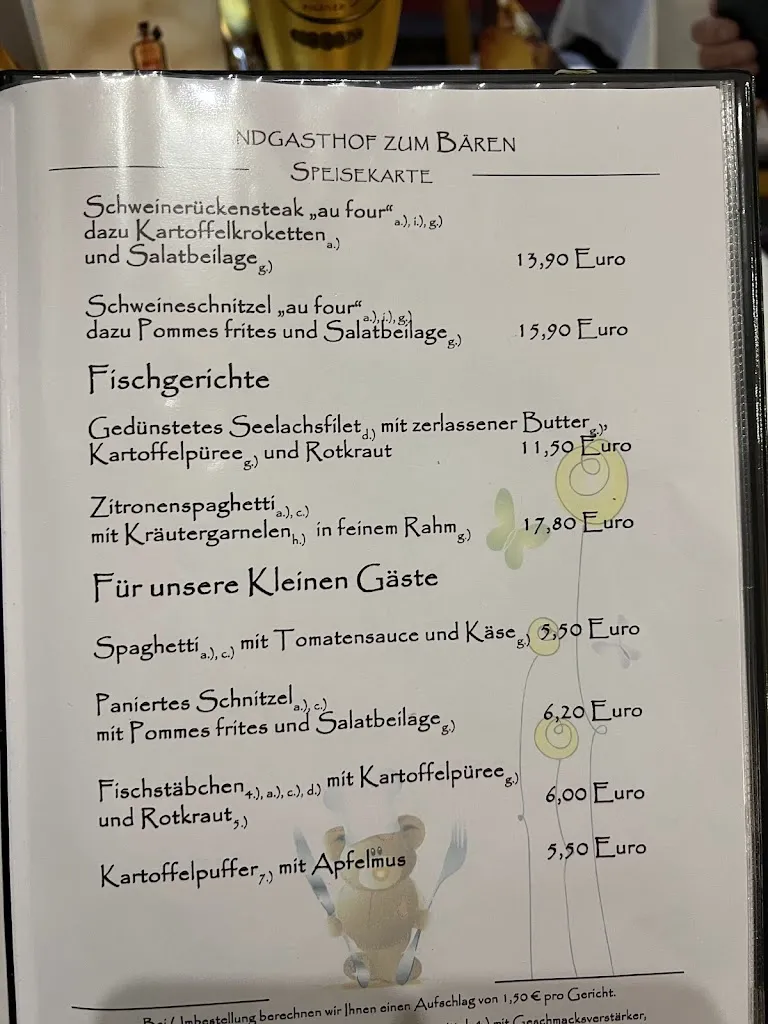 PILSNER
NDGASTHOF ZUM BÄREN
SPEISEKARTE
Schweinerückensteak „au four“ a.), i.), g.)
dazu Kartoffelkroketten a.)
und Salatbeilage g.) 13,90 Euro
Schweineschnitzel „au four“ a.), i.), g.)
dazu Pommes frites und Salatbeilage g.) 15,90 Euro
Fischgerichte
Gedünstetes Seelachsfilet d.) mit zerlassener Butter g.),
Kartoffelpüree g.) und Rotkraut 11,50 Euro
Zitronenspaghetti a.), c.)
mit Kräutergarnelen h.) in feinem Rahm g.) 17,80 Euro
Für unsere Kleinen Gäste
Spaghetti a.), c.) mit Tomatensauce und Käse g.) 5,50 Euro
Paniertes Schnitzel a.), c.)
mit Pommes frites und Salatbeilage g.) 6,20 Euro
Fischstäbchen 4.), a.), c.), d.) mit Kartoffelpüree g.)
und Rotkraut 5.) 6,00 Euro
Kartoffelpuffer 7.) mit Apfelmus 5,50 Euro
Bei Umbestellung berechnen wir Ihnen einen Aufschlag von 1,50 € pro Gericht.
mit Geschmacksverstärker,